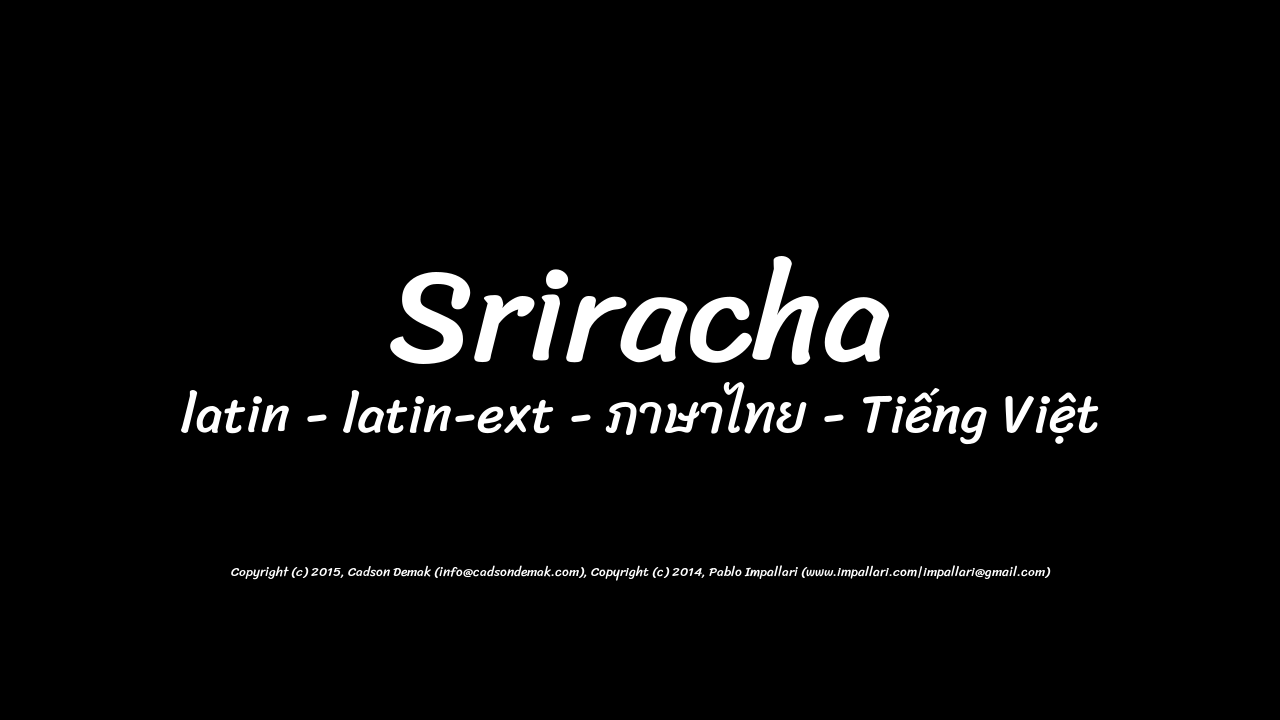 Sriracha
latin - latin-ext - ภาษาไทย - Tiếng Việt
Copyright (c) 2015, Cadson Demak (info@cadsondemak.com), Copyright (c) 2014, Pablo Impallari (www.impallari.com|impallari@gmail.com)